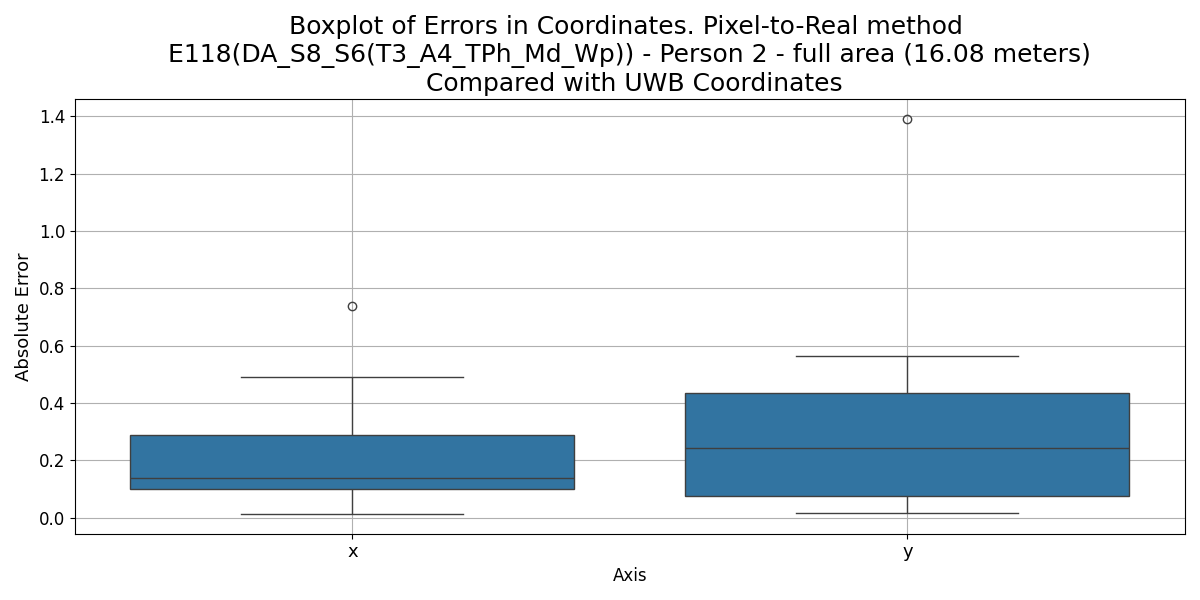 Boxplot of Errors in Coordinates. Pixel-to-Real method
E118(DA_S8_S6(T3_A4_TPh_Md_Wp)) - Person 2 - full area (16.08 meters)
Compared with UWB Coordinates
Absolute Error
1.4
1.2
1.0
0.8
0.6
0.4
0.2
0.0
x y
Axis